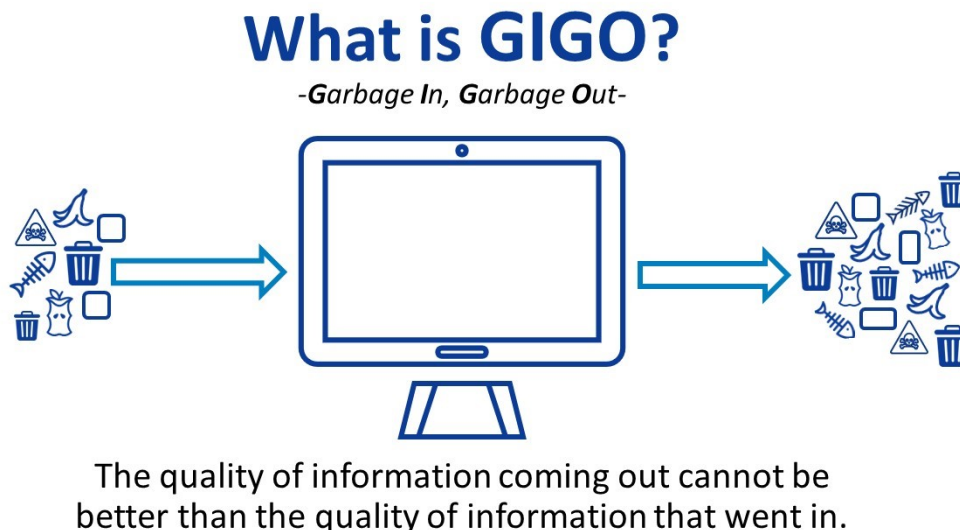 What is GIGO?
-Garbage In, Garbage Out-
The quality of information coming out cannot be
better than the quality of information that went in.